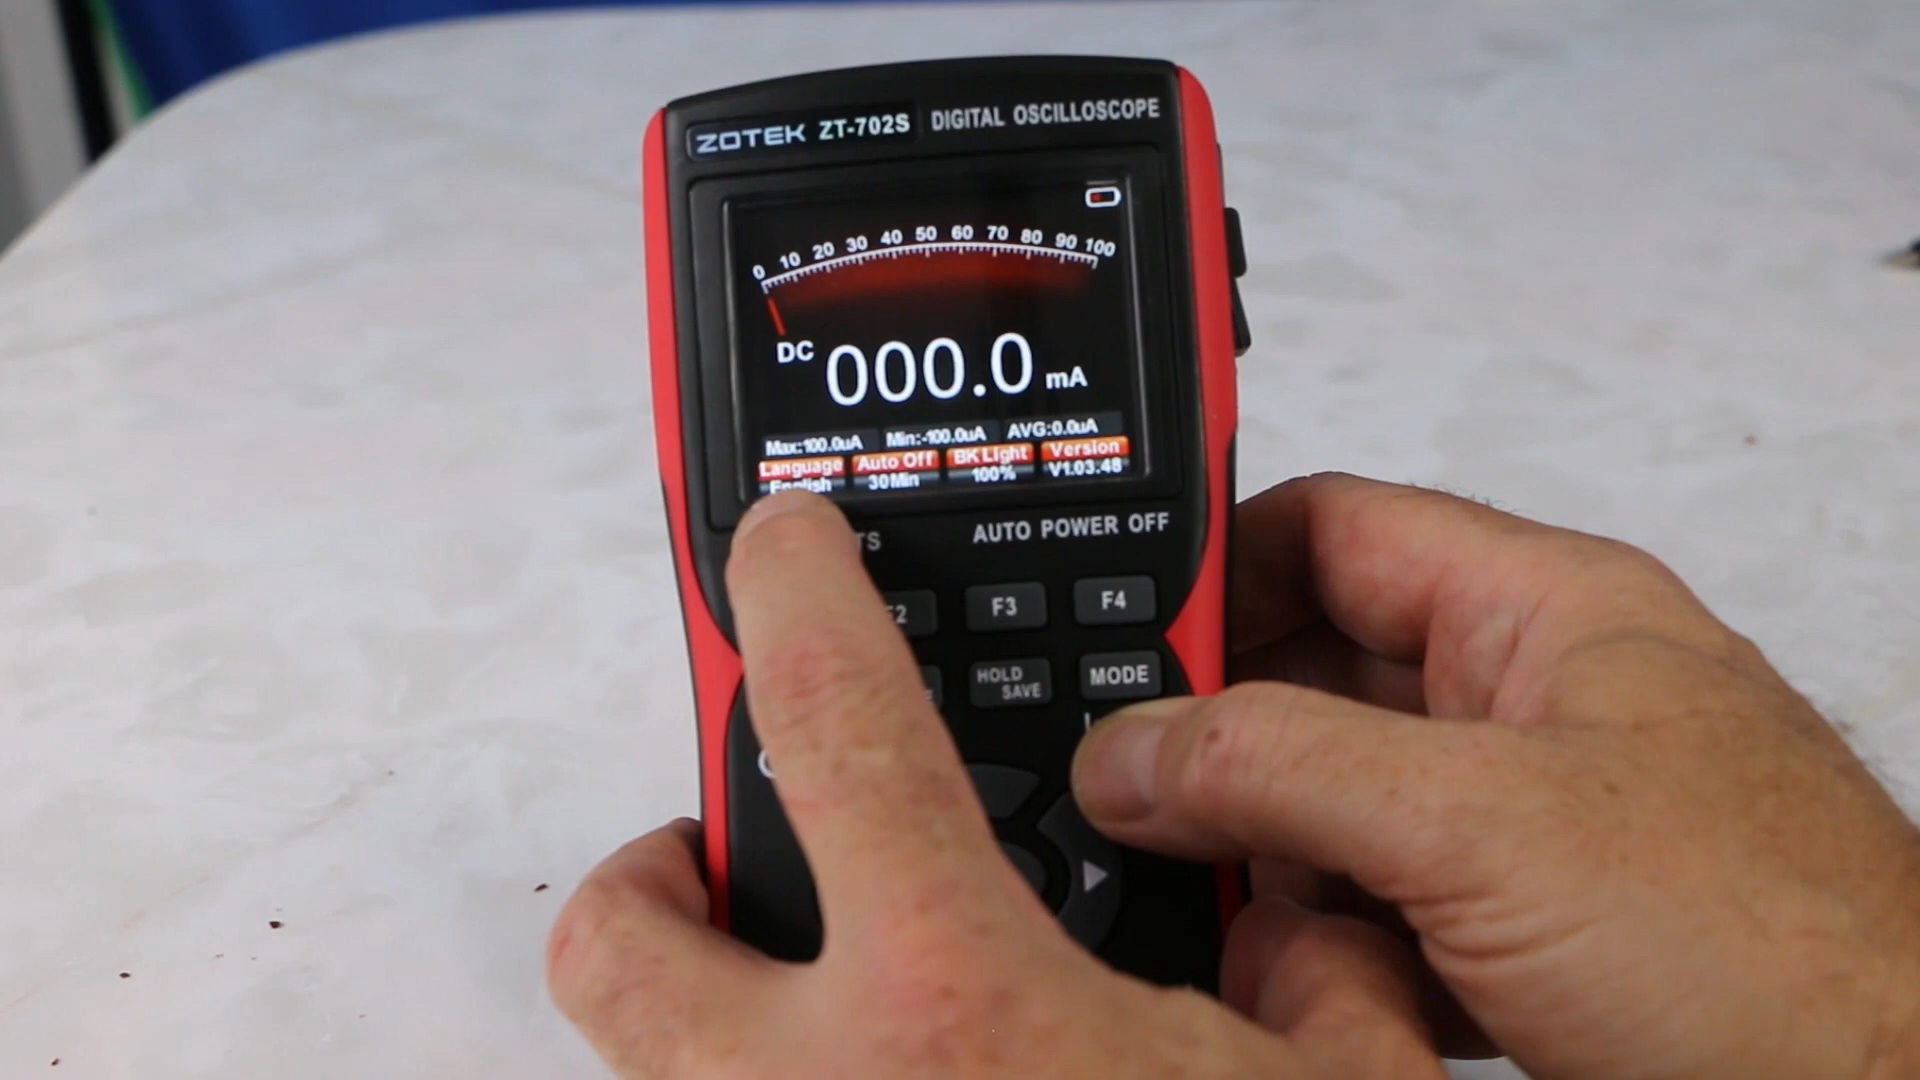 ZOTEK ZT-702S DIGITAL OSCILLOSCOPE
0 10 20 30 40 50 60 70 80 90 100
DC 000.0 mA
Max:100.0uA Min:-100.0uA AVG:0.0uA
Language Auto Off BK Light Version
English 30Min 100% V1.03.48
AUTO POWER OFF
F3 F4
HOLD SAVE MODE